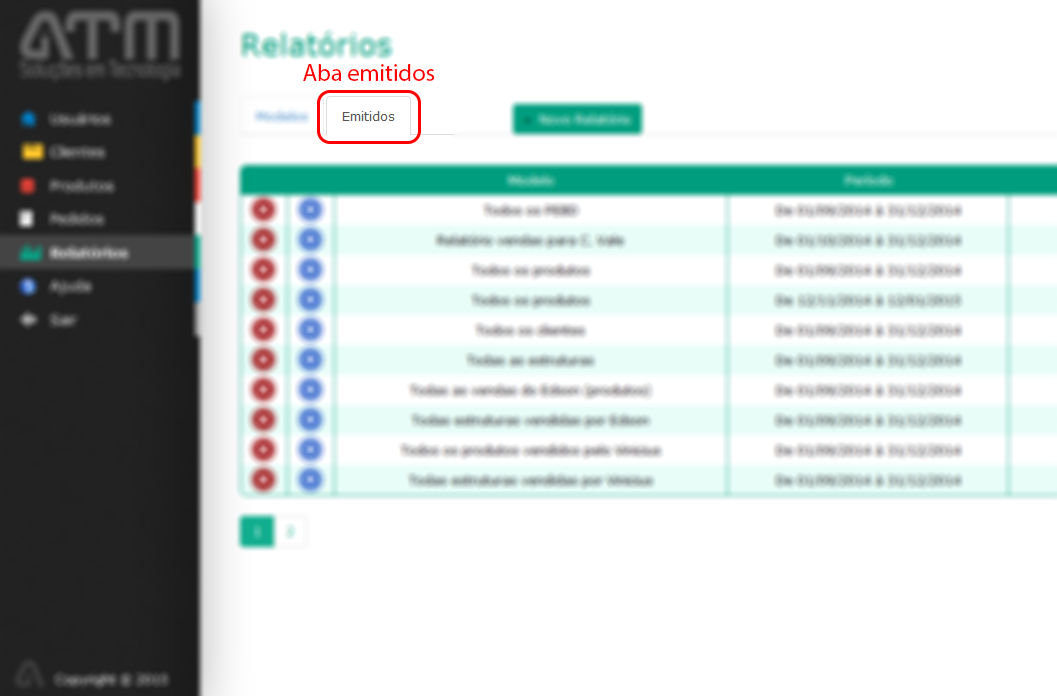 ATM
Soluções em Tecnologia
Usuários
Clientes
Produtos
Pedidos
Relatórios
Ajuda
Sair
Copyright © 2015
Relatórios
Aba emitidos
Modelos
Emitidos
Novo Relatório
Modelo Período
Todos os De 01/09/2014 à 31/12/2014
Relatório vendas para C. Vale De 01/10/2014 à 31/12/2014
Todos os produtos De 01/09/2014 à 31/12/2014
Todos os produtos De 12/11/2014 à 12/01/2015
Todos os clientes De 01/09/2014 à 31/12/2014
Todas as estruturas De 01/09/2014 à 31/12/2014
Todas as vendas do Edson (produtos) De 01/09/2014 à 31/12/2014
Todas estruturas vendidas por Edson De 01/09/2014 à 31/12/2014
Todos os produtos vendidos pelo Vinicius De 01/09/2014 à 31/12/2014
Todas estruturas vendidas por Vinicius De 01/09/2014 à 31/12/2014
1 2